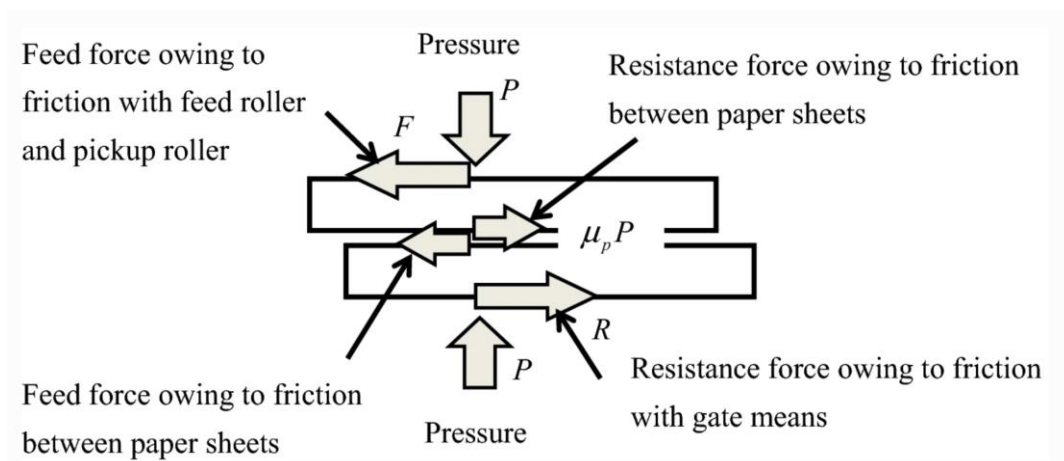 Feed force owing to
friction with feed roller
and pickup roller
Pressure
P
F
Resistance force owing to friction
between paper sheets
μₚP
R
P
Feed force owing to friction
between paper sheets
Pressure
Resistance force owing to friction
with gate means